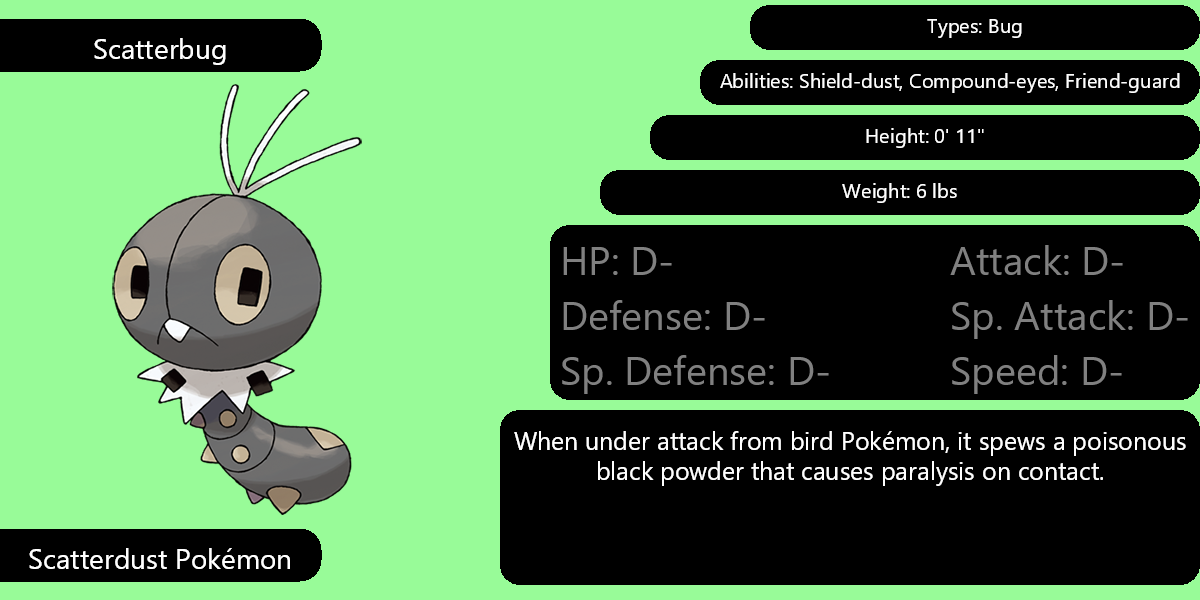 Scatterbug
Scatterdust Pokémon
Types: Bug
Abilities: Shield-dust, Compound-eyes, Friend-guard
Height: 0' 11"
Weight: 6 lbs
HP: D-
Attack: D-
Defense: D-
Sp. Attack: D-
Sp. Defense: D-
Speed: D-
When under attack from bird Pokémon, it spews a poisonous
black powder that causes paralysis on contact.